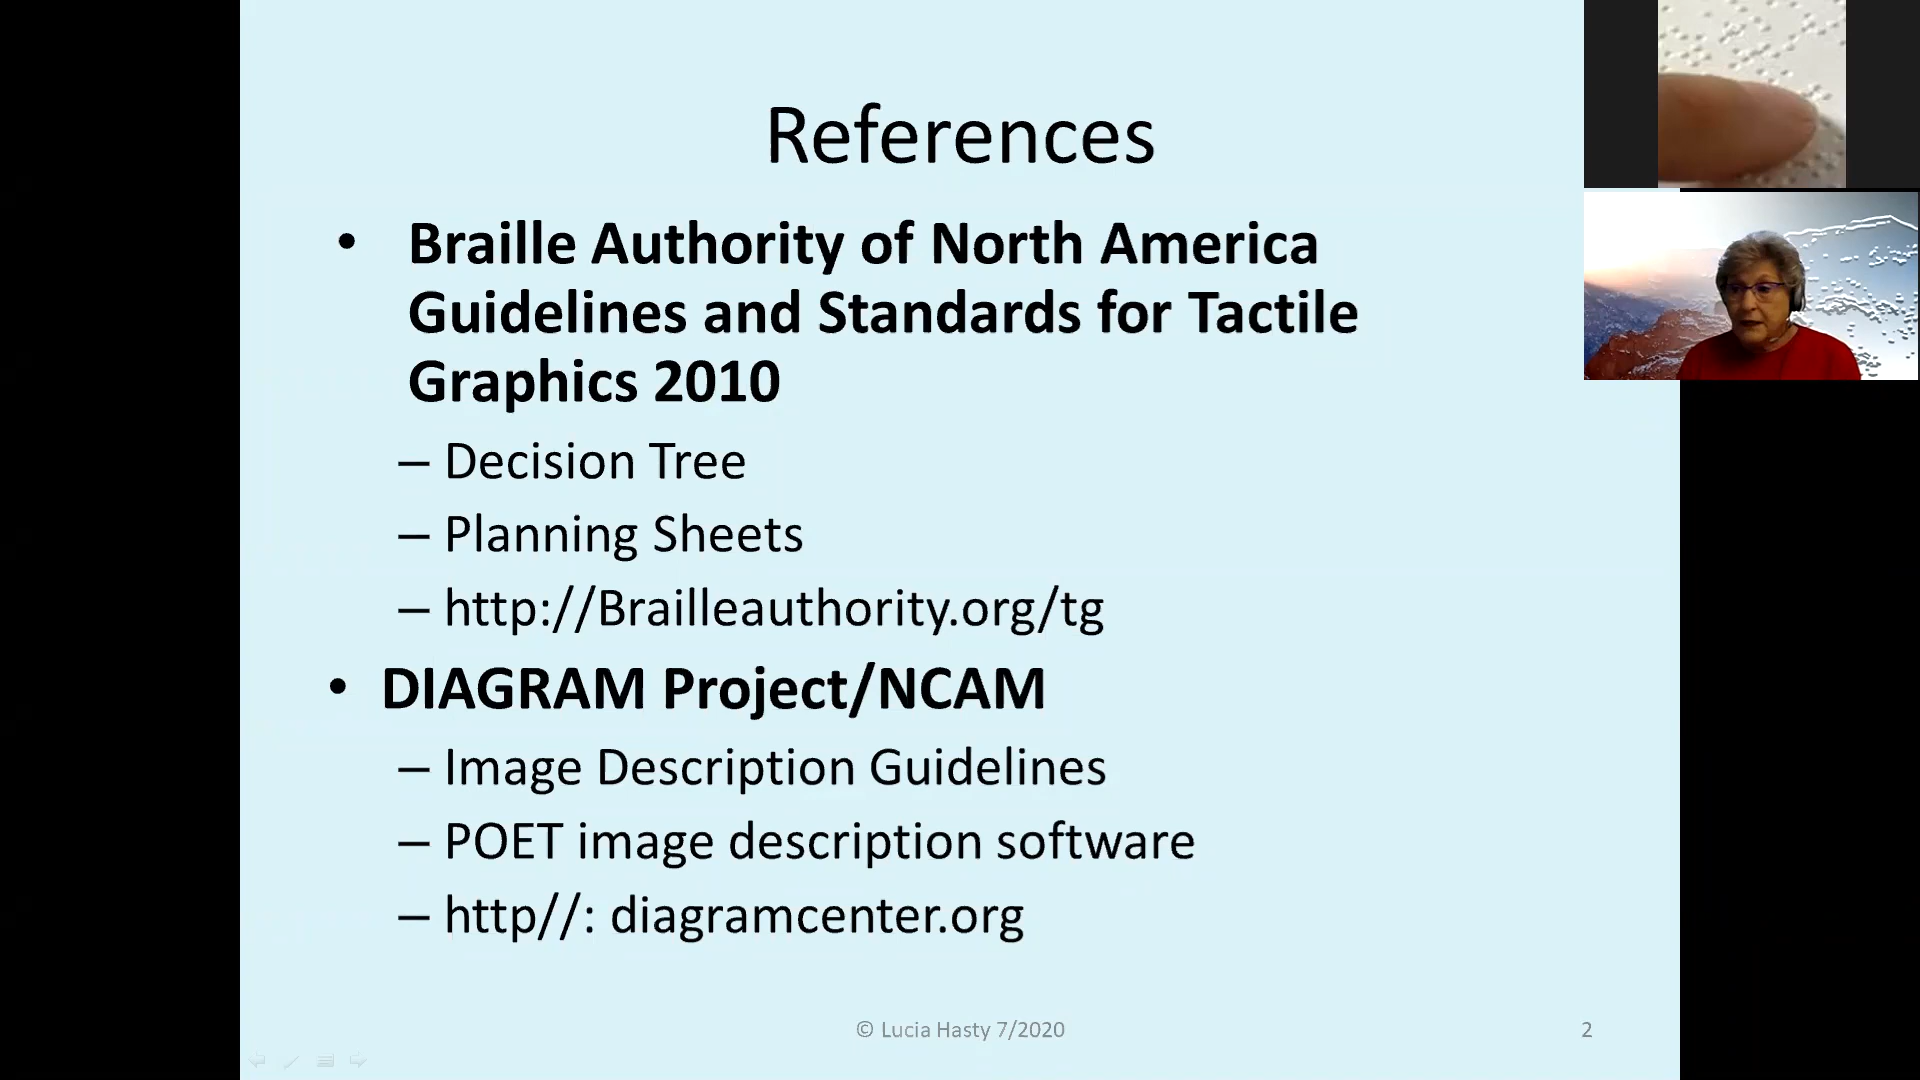 References
• Braille Authority of North America
Guidelines and Standards for Tactile
Graphics 2010
– Decision Tree
– Planning Sheets
– http://Brailleauthority.org/tg
• DIAGRAM Project/NCAM
– Image Description Guidelines
– POET image description software
– http//: diagramcenter.org
© Lucia Hasty 7/2020
2